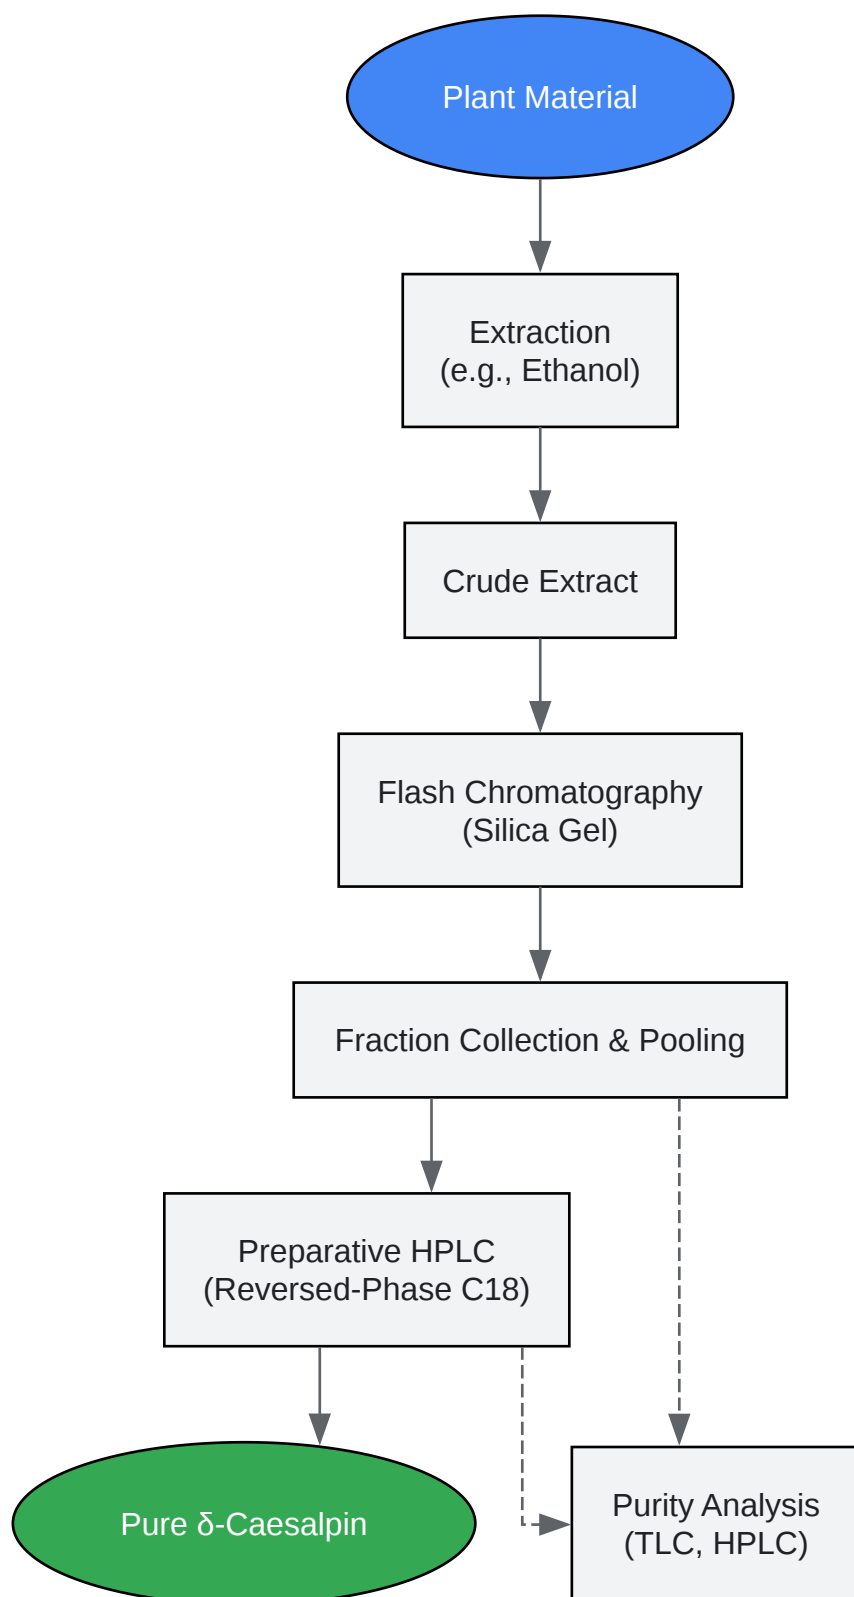 Plant Material
Extraction
(e.g., Ethanol)
Crude Extract
Flash Chromatography
(Silica Gel)
Fraction Collection & Pooling
Preparative HPLC
(Reversed-Phase C18)
Pure δ-Caesalpin
Purity Analysis
(TLC, HPLC)